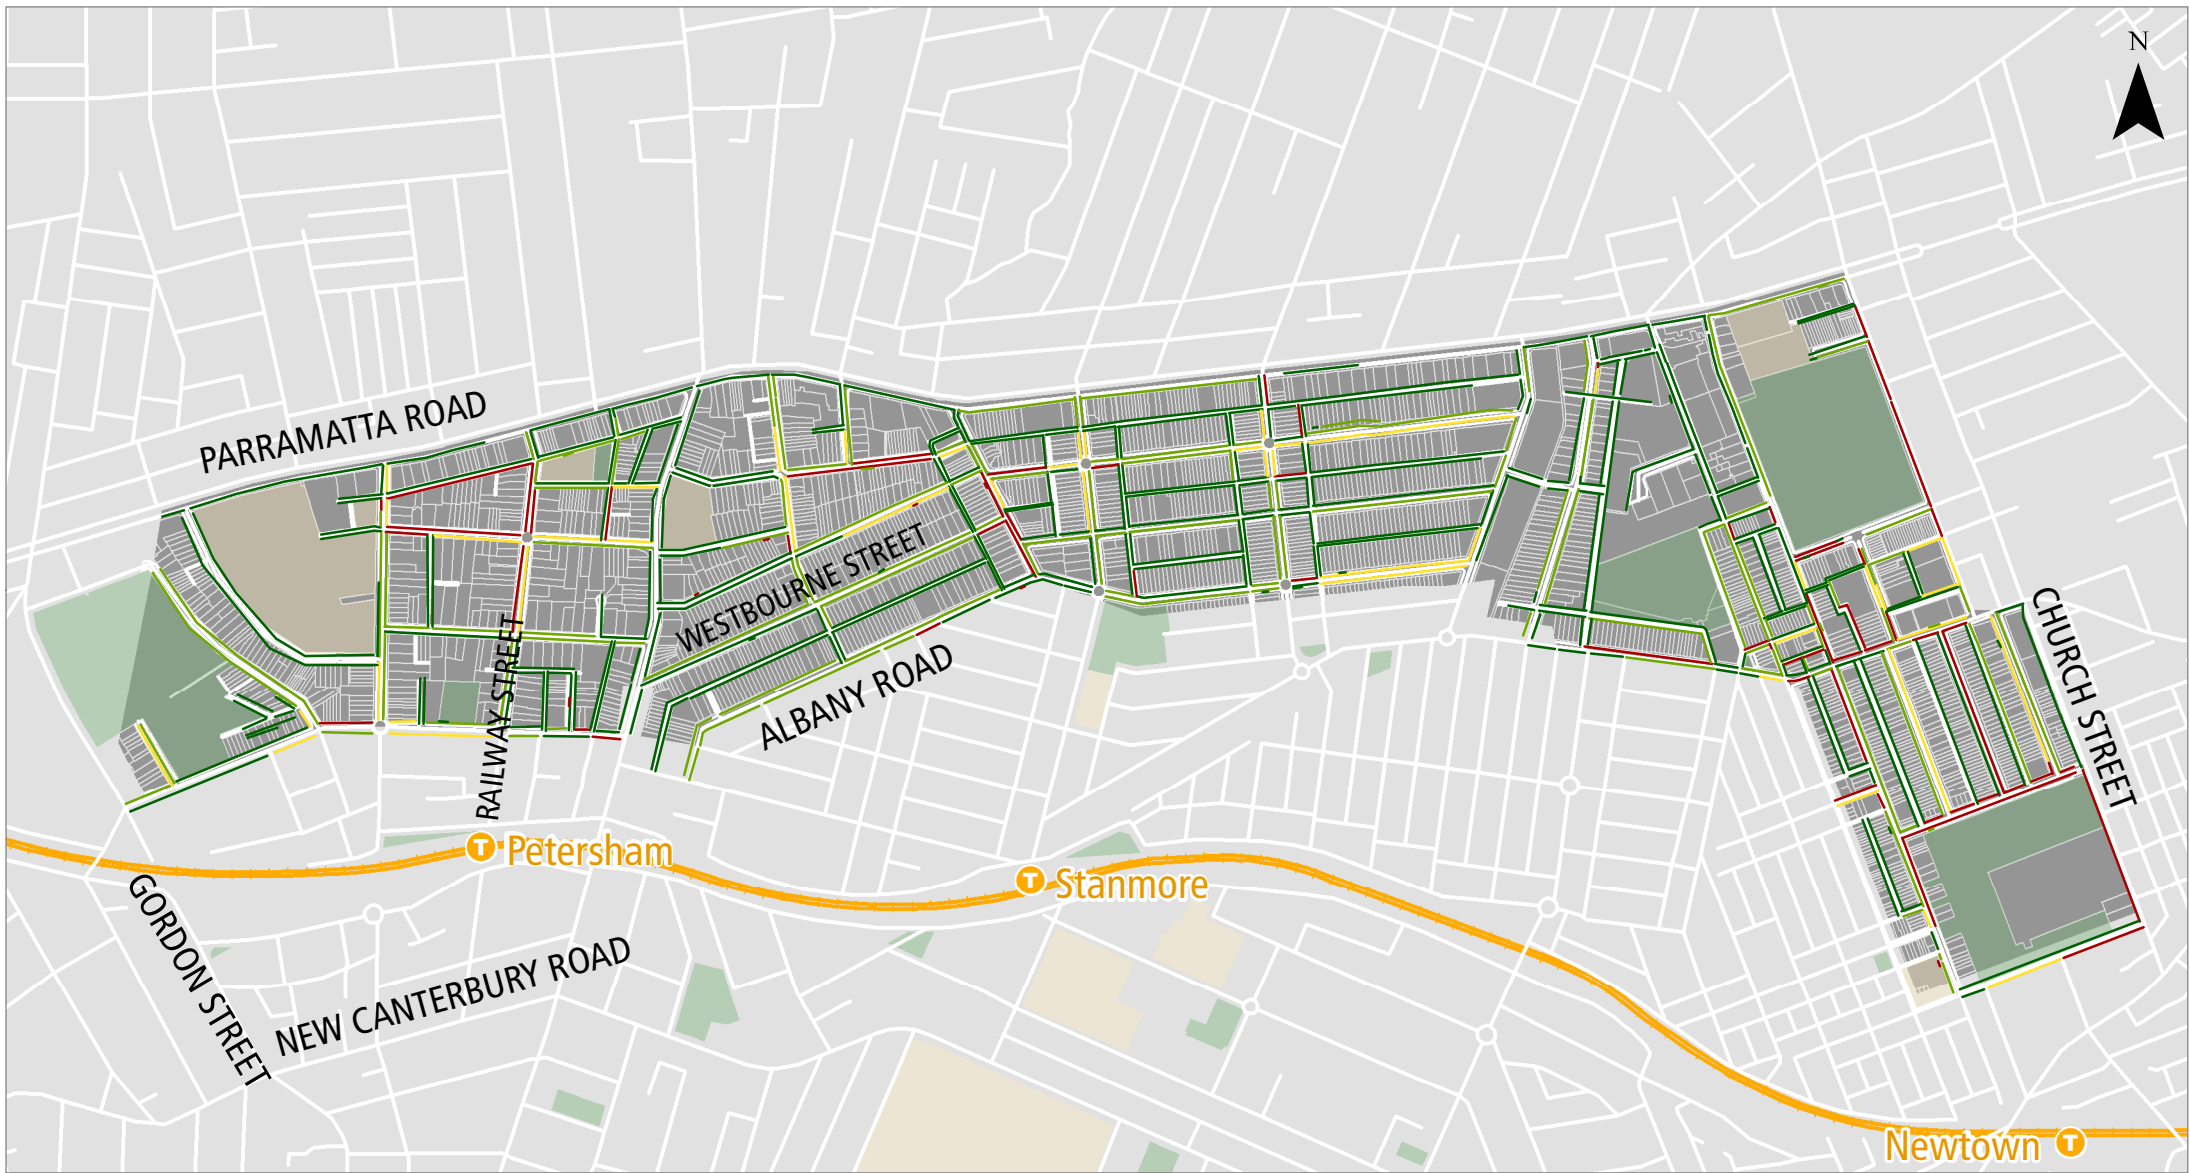 N
PARRAMATTA ROAD
WESTBOURNE STREET
CHURCH STREET
RAILWAY STREET
ALBANY ROAD
T Petersham
T Stanmore
GORDON STREET
NEW CANTERBURY ROAD
Newtown T